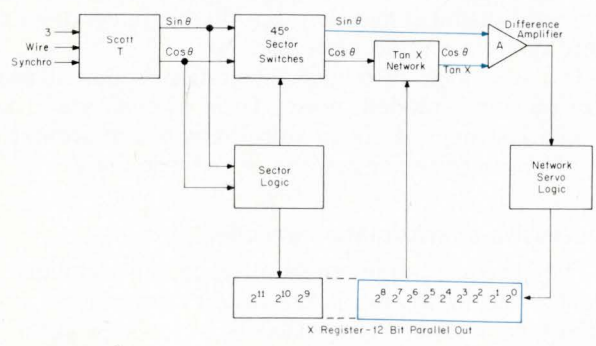 3
Wire
Synchro
Scott
T
Sin θ
Cos θ
45°
Sector
Switches
Sin θ
Cos θ
Tan X
Network
Cos θ
Tan X
Difference
Amplifier
A
Sector
Logic
Network
Servo
Logic
2¹¹ 2¹⁰ 2⁹
2⁸ 2⁷ 2⁶ 2⁵ 2⁴ 2³ 2² 2¹ 2⁰
X Register-12 Bit Parallel Out